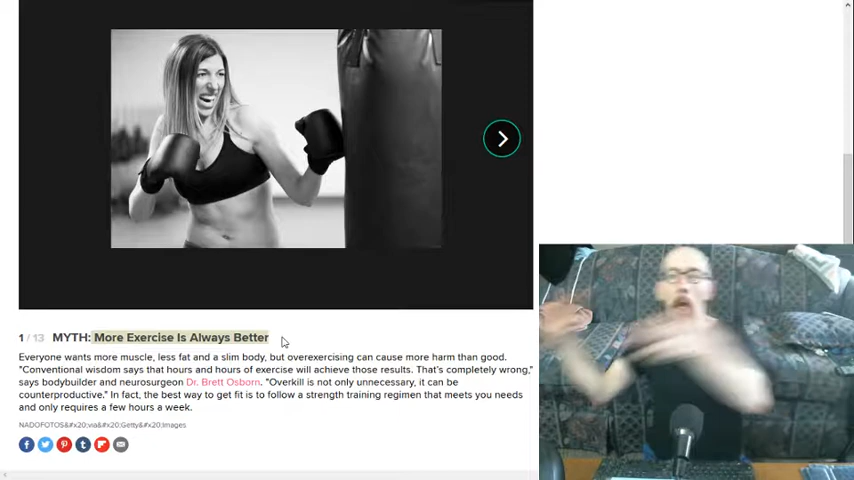 1 / 13 MYTH: More Exercise Is Always Better
Everyone wants more muscle, less fat and a slim body, but overexercising can cause more harm than good.
"Conventional wisdom says that hours and hours of exercise will achieve those results. That's completely wrong,"
says bodybuilder and neurosurgeon Dr. Brett Osborn. "Overkill is not only unnecessary, it can be
counterproductive." In fact, the best way to get fit is to follow a strength training regimen that meets you needs
and only requires a few hours a week.
NADOFOTOS&#x20;via&#x20;Getty&#x20;Images